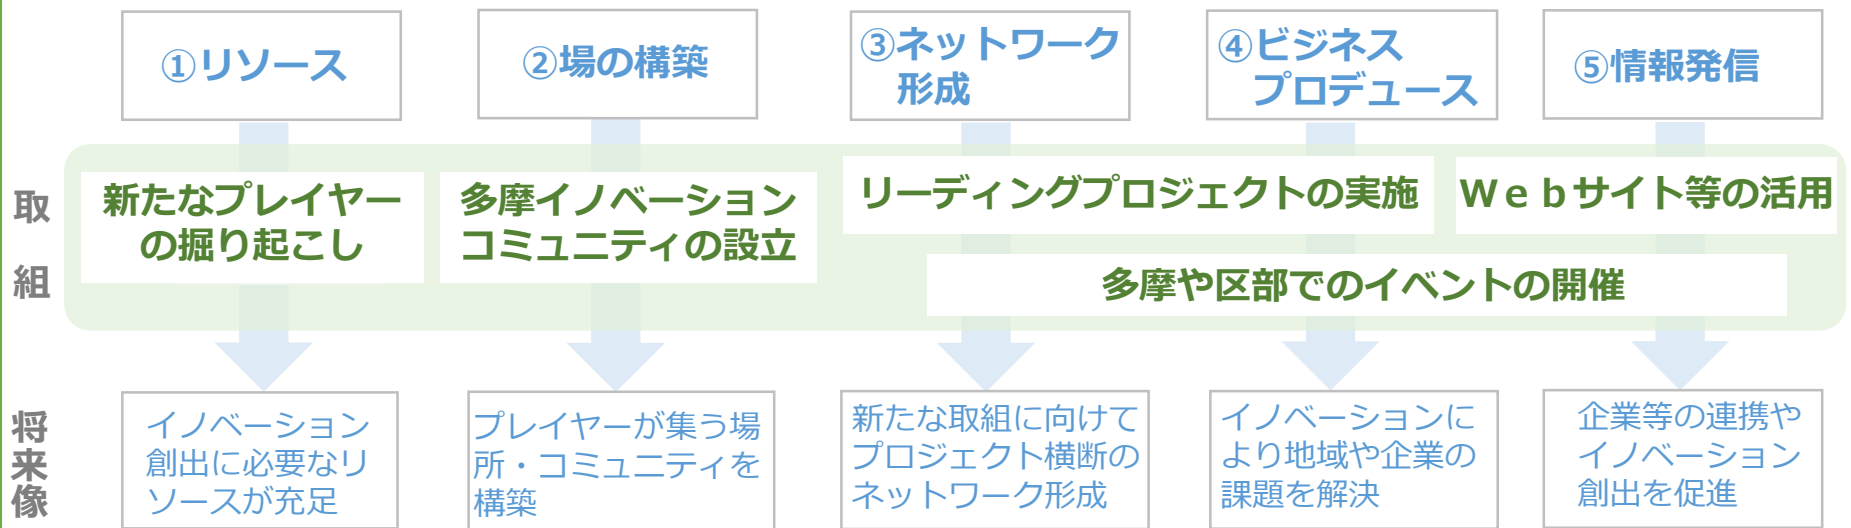 ①リソース
②場の構築
③ネットワーク
形成
④ビジネス
プロデュース
⑤情報発信
取組
新たなプレイヤー
の掘り起こし
多摩イノベーション
コミュニティの設立
リーディングプロジェクトの実施
Ｗｅｂサイト等の活用
多摩や区部でのイベントの開催
将来像
イノベーション
創出に必要なリ
ソースが充足
プレイヤーが集う場
所・コミュニティを
構築
新たな取組に向けて
プロジェクト横断の
ネットワーク形成
イノベーションに
より地域や企業の
課題を解決
企業等の連携や
イノベーション
創出を促進